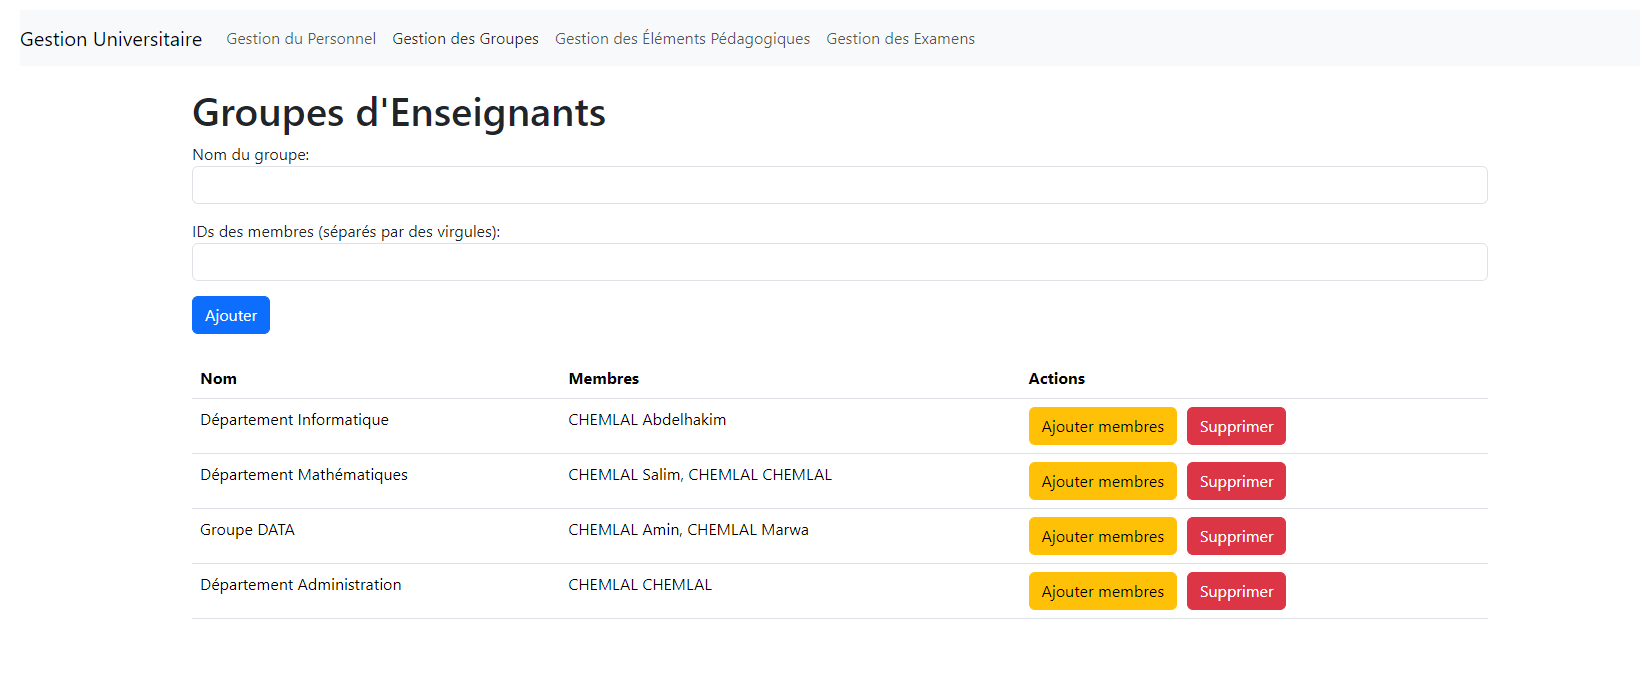 Gestion Universitaire Gestion du Personnel Gestion des Groupes Gestion des Éléments Pédagogiques Gestion des Examens
Groupes d'Enseignants
Nom du groupe:
IDs des membres (séparés par des virgules):
Ajouter
Nom Membres Actions
Département Informatique CHEMLAL Abdelhakim Ajouter membres Supprimer
Département Mathématiques CHEMLAL Salim, CHEMLAL CHEMLAL Ajouter membres Supprimer
Groupe DATA CHEMLAL Amin, CHEMLAL Marwa Ajouter membres Supprimer
Département Administration CHEMLAL CHEMLAL Ajouter membres Supprimer